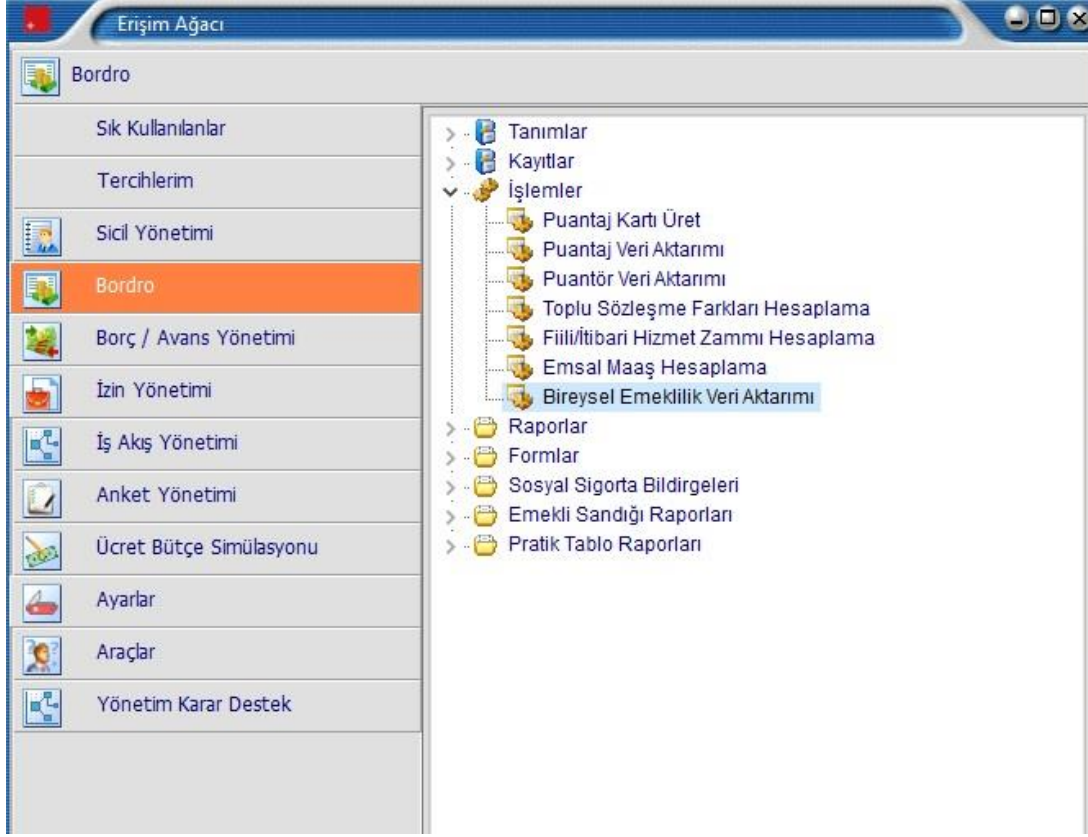 Erişim Ağacı
Bordro
Sık Kullanılanlar
Tercihlerim
Sicil Yönetimi
Bordro
Borç / Avans Yönetimi
İzin Yönetimi
İş Akış Yönetimi
Anket Yönetimi
Ücret Bütçe Simülasyonu
Ayarlar
Araçlar
Yönetim Karar Destek
Tanımlar
Kayıtlar
İşlemler
Puantaj Kartı Üret
Puantaj Veri Aktarımı
Puantör Veri Aktarımı
Toplu Sözleşme Farkları Hesaplama
Fiili/İtibari Hizmet Zammı Hesaplama
Emsal Maaş Hesaplama
Bireysel Emeklilik Veri Aktarımı
Raporlar
Formlar
Sosyal Sigorta Bildirgeleri
Emekli Sandığı Raporları
Pratik Tablo Raporları